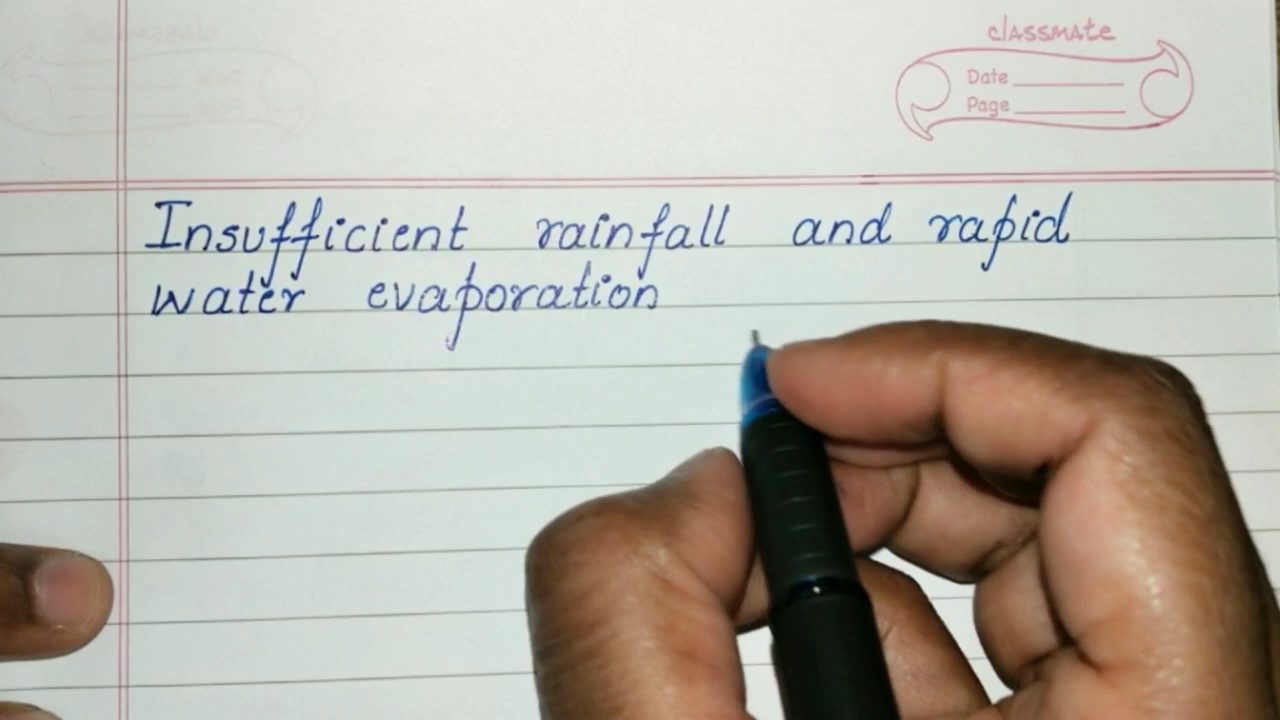 classmate
Date
Page
Insufficient rainfall and rapid
water evaporation